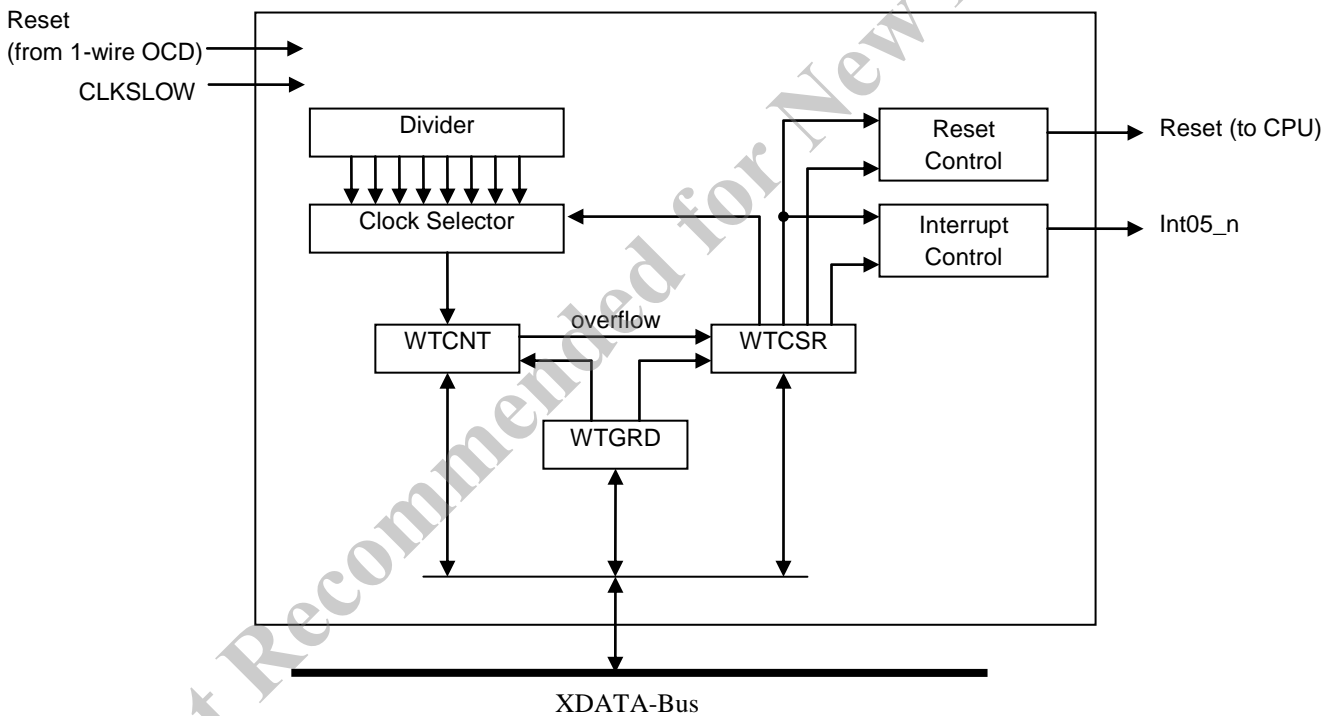 Reset
(from 1-wire OCD)
CLKSLOW
Divider
Clock Selector
Reset
Control
Reset (to CPU)
Interrupt
Control
Int05_n
WTCNT
overflow
WTCSR
WTGRD
XDATA-Bus
Recommended for New